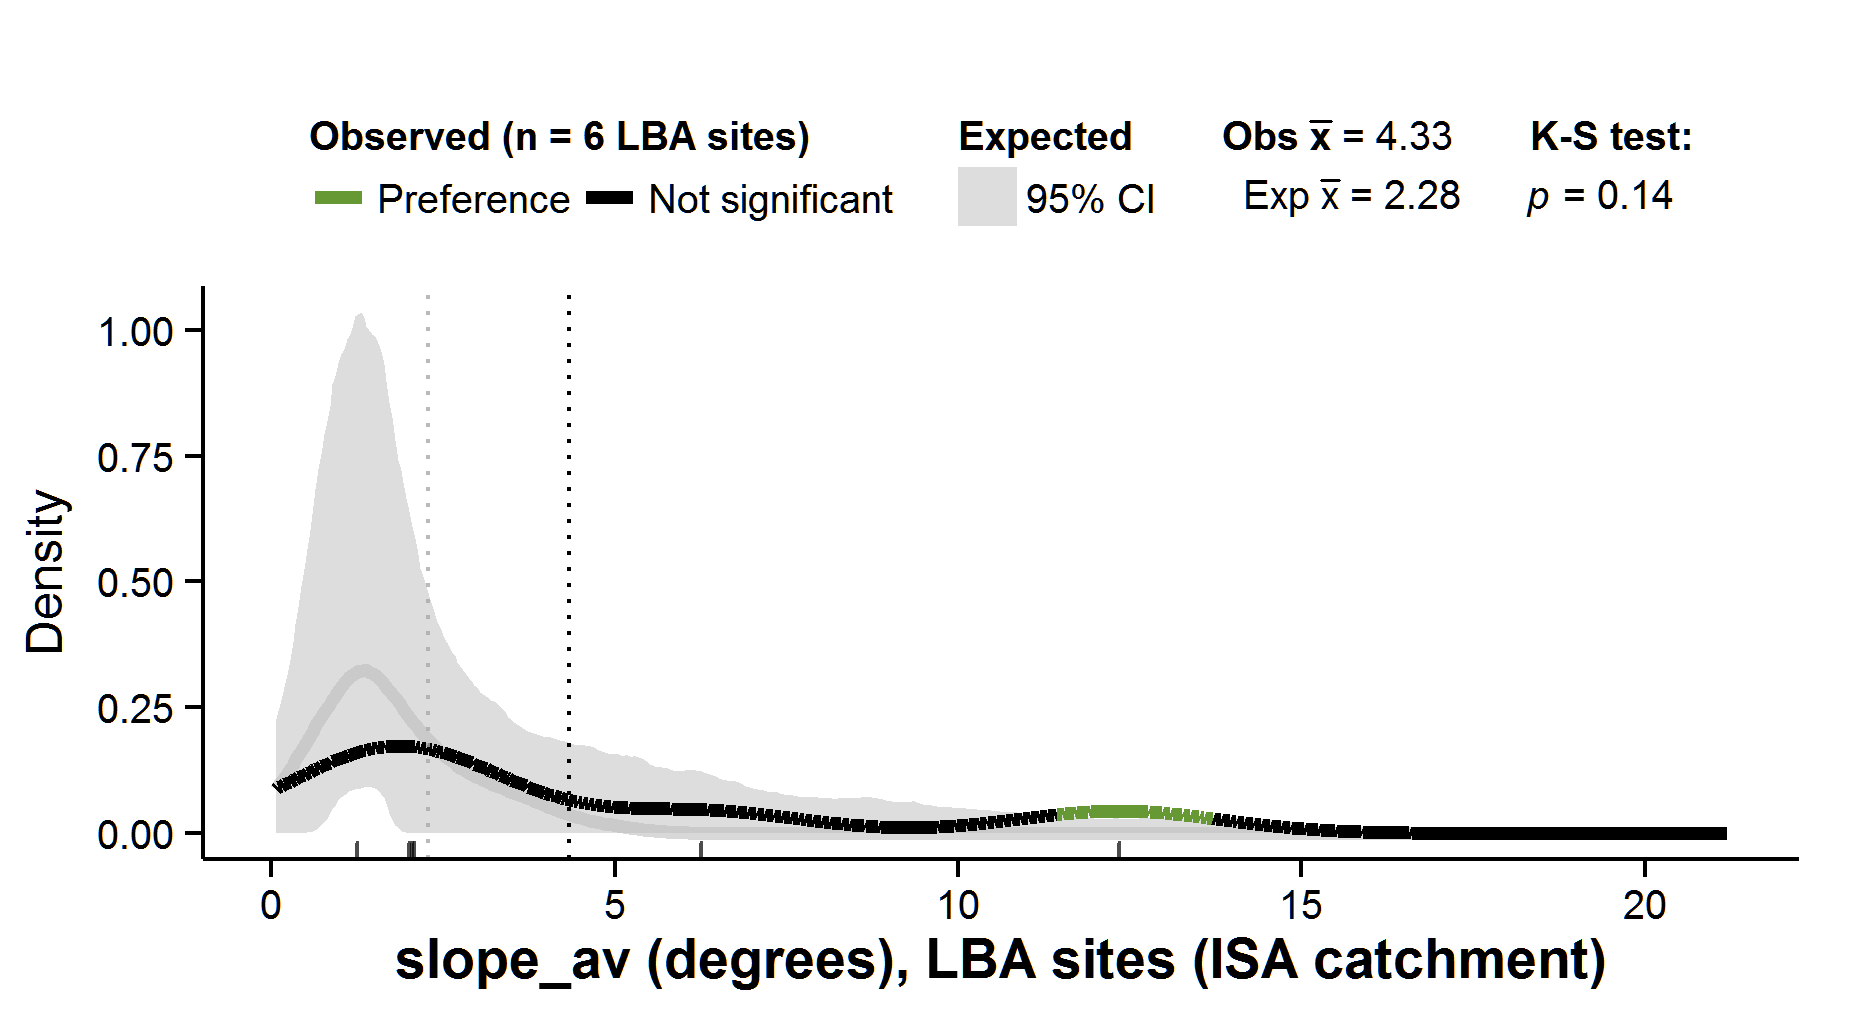 Observed (n = 6 LBA sites) Expected Obs x̅ = 4.33 K-S test:
Preference Not significant 95% CI Exp x̅ = 2.28 p = 0.14
1.00
0.75
0.50
0.25
0.00
Density
0 5 10 15 20
slope_av (degrees), LBA sites (ISA catchment)